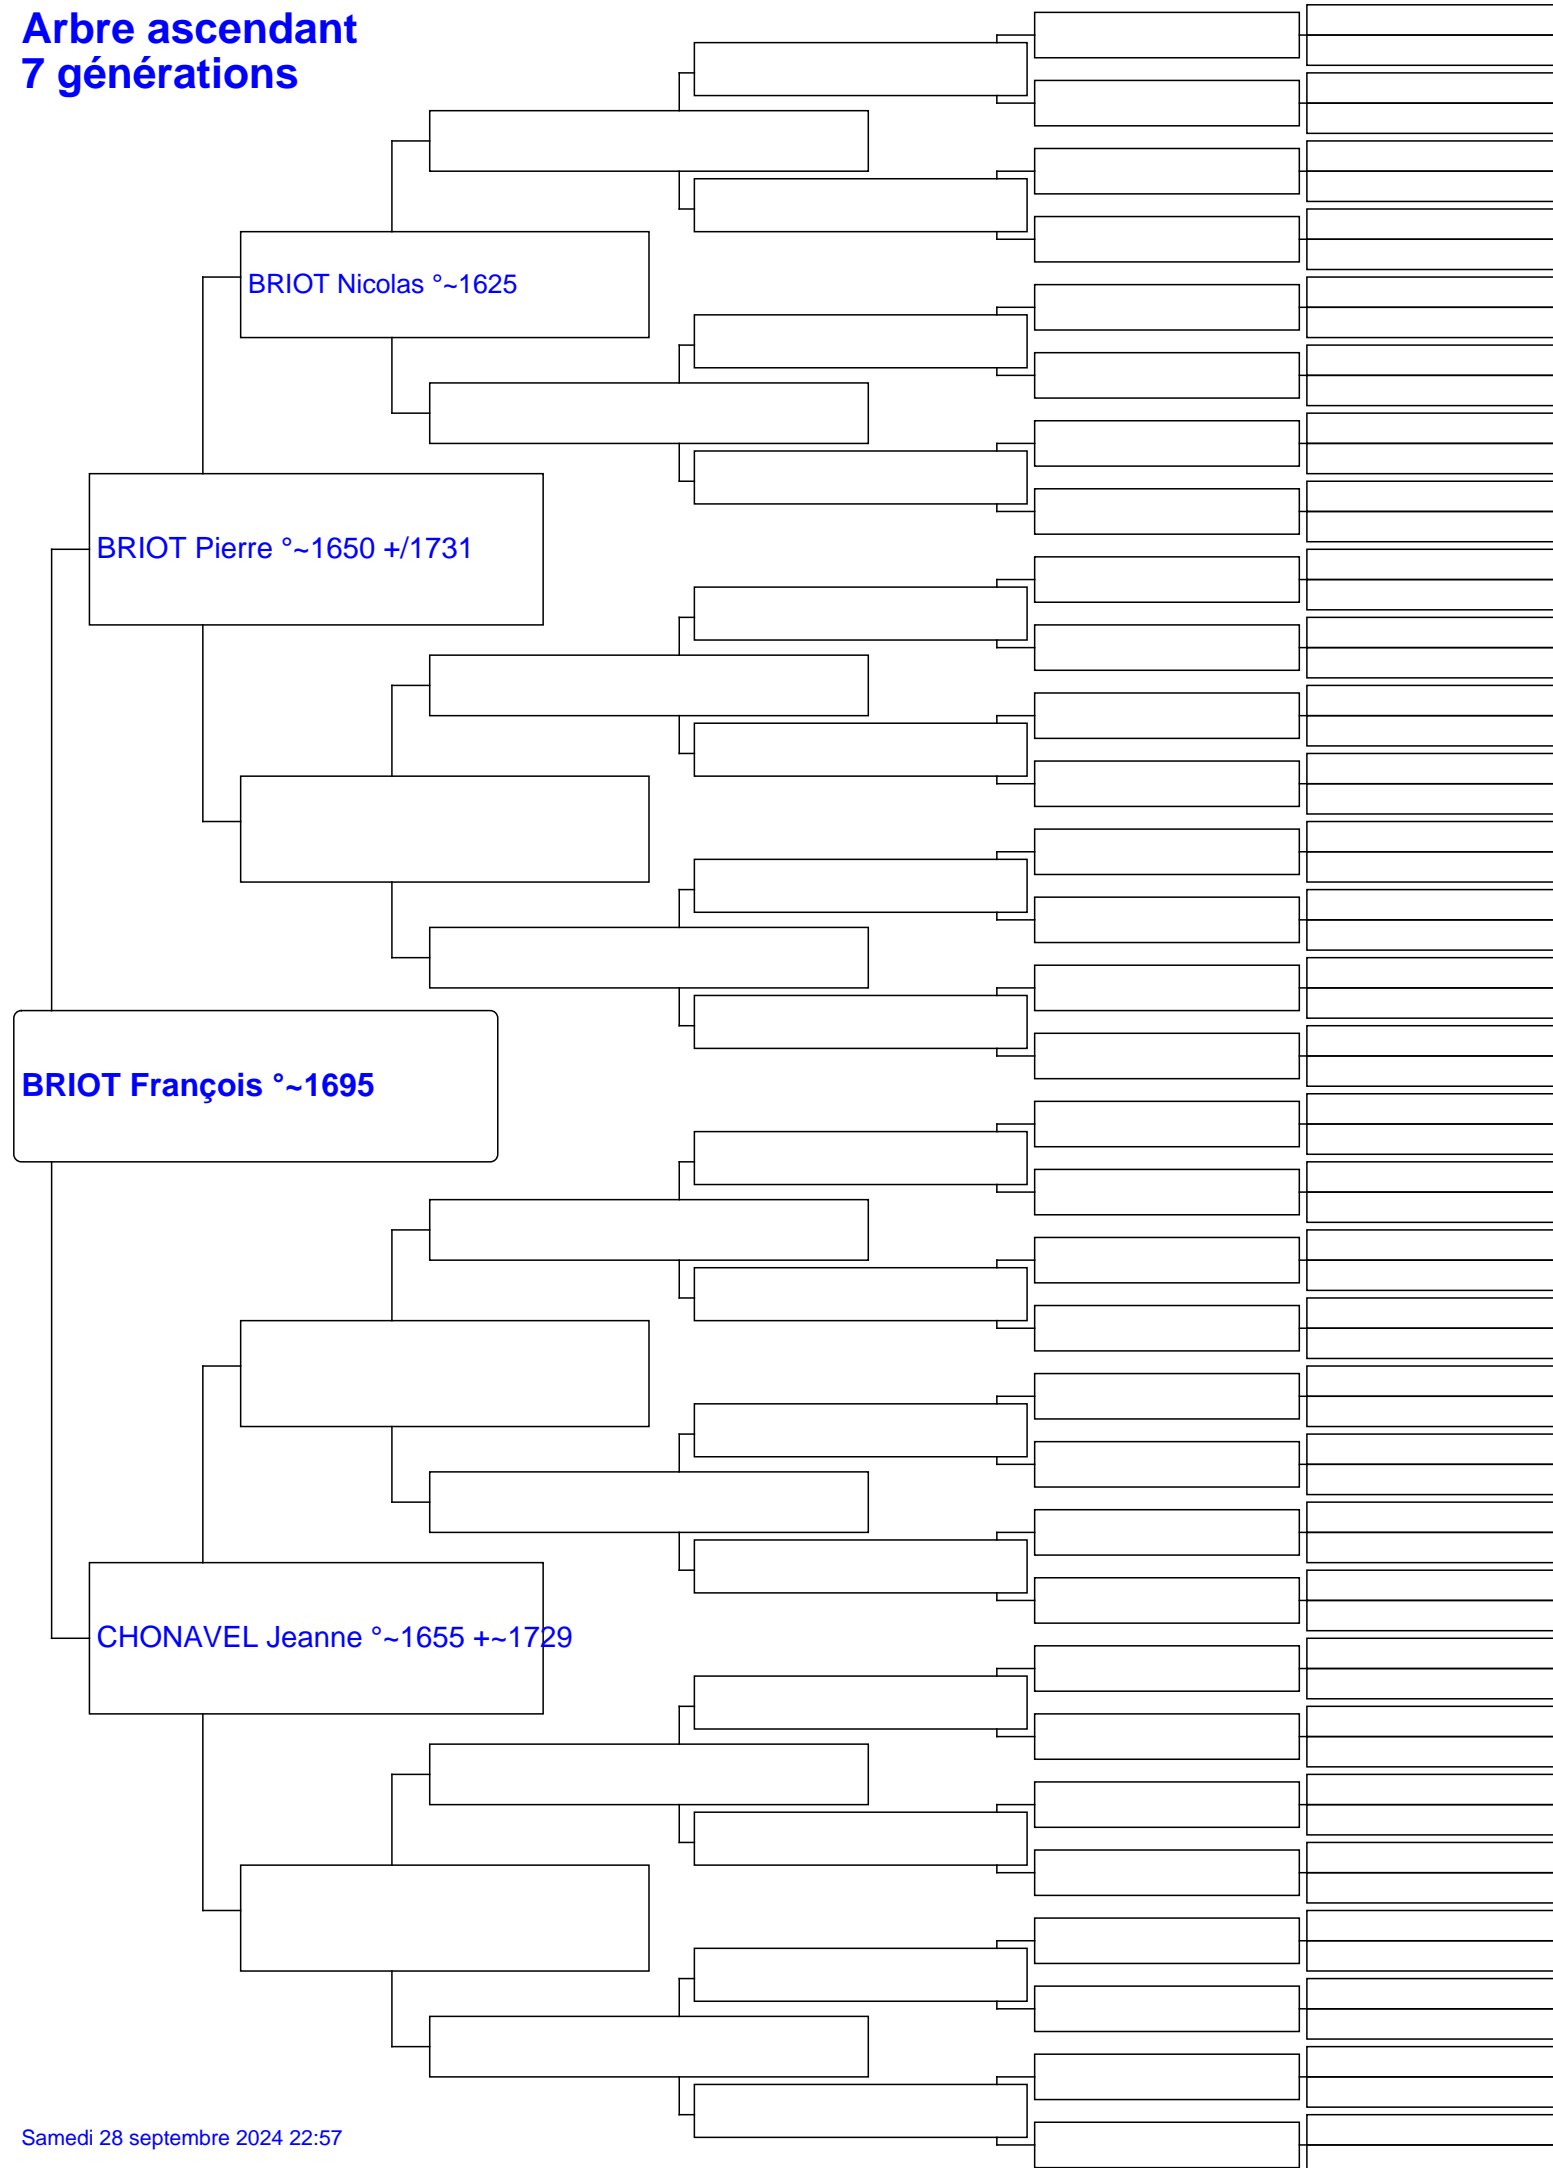 Arbre ascendant
7 générations
BRIOT Nicolas °~1625
BRIOT Pierre °~1650 +/1731
BRIOT François °~1695
CHONAVEL Jeanne °~1655 +~1729
Samedi 28 septembre 2024 22:57